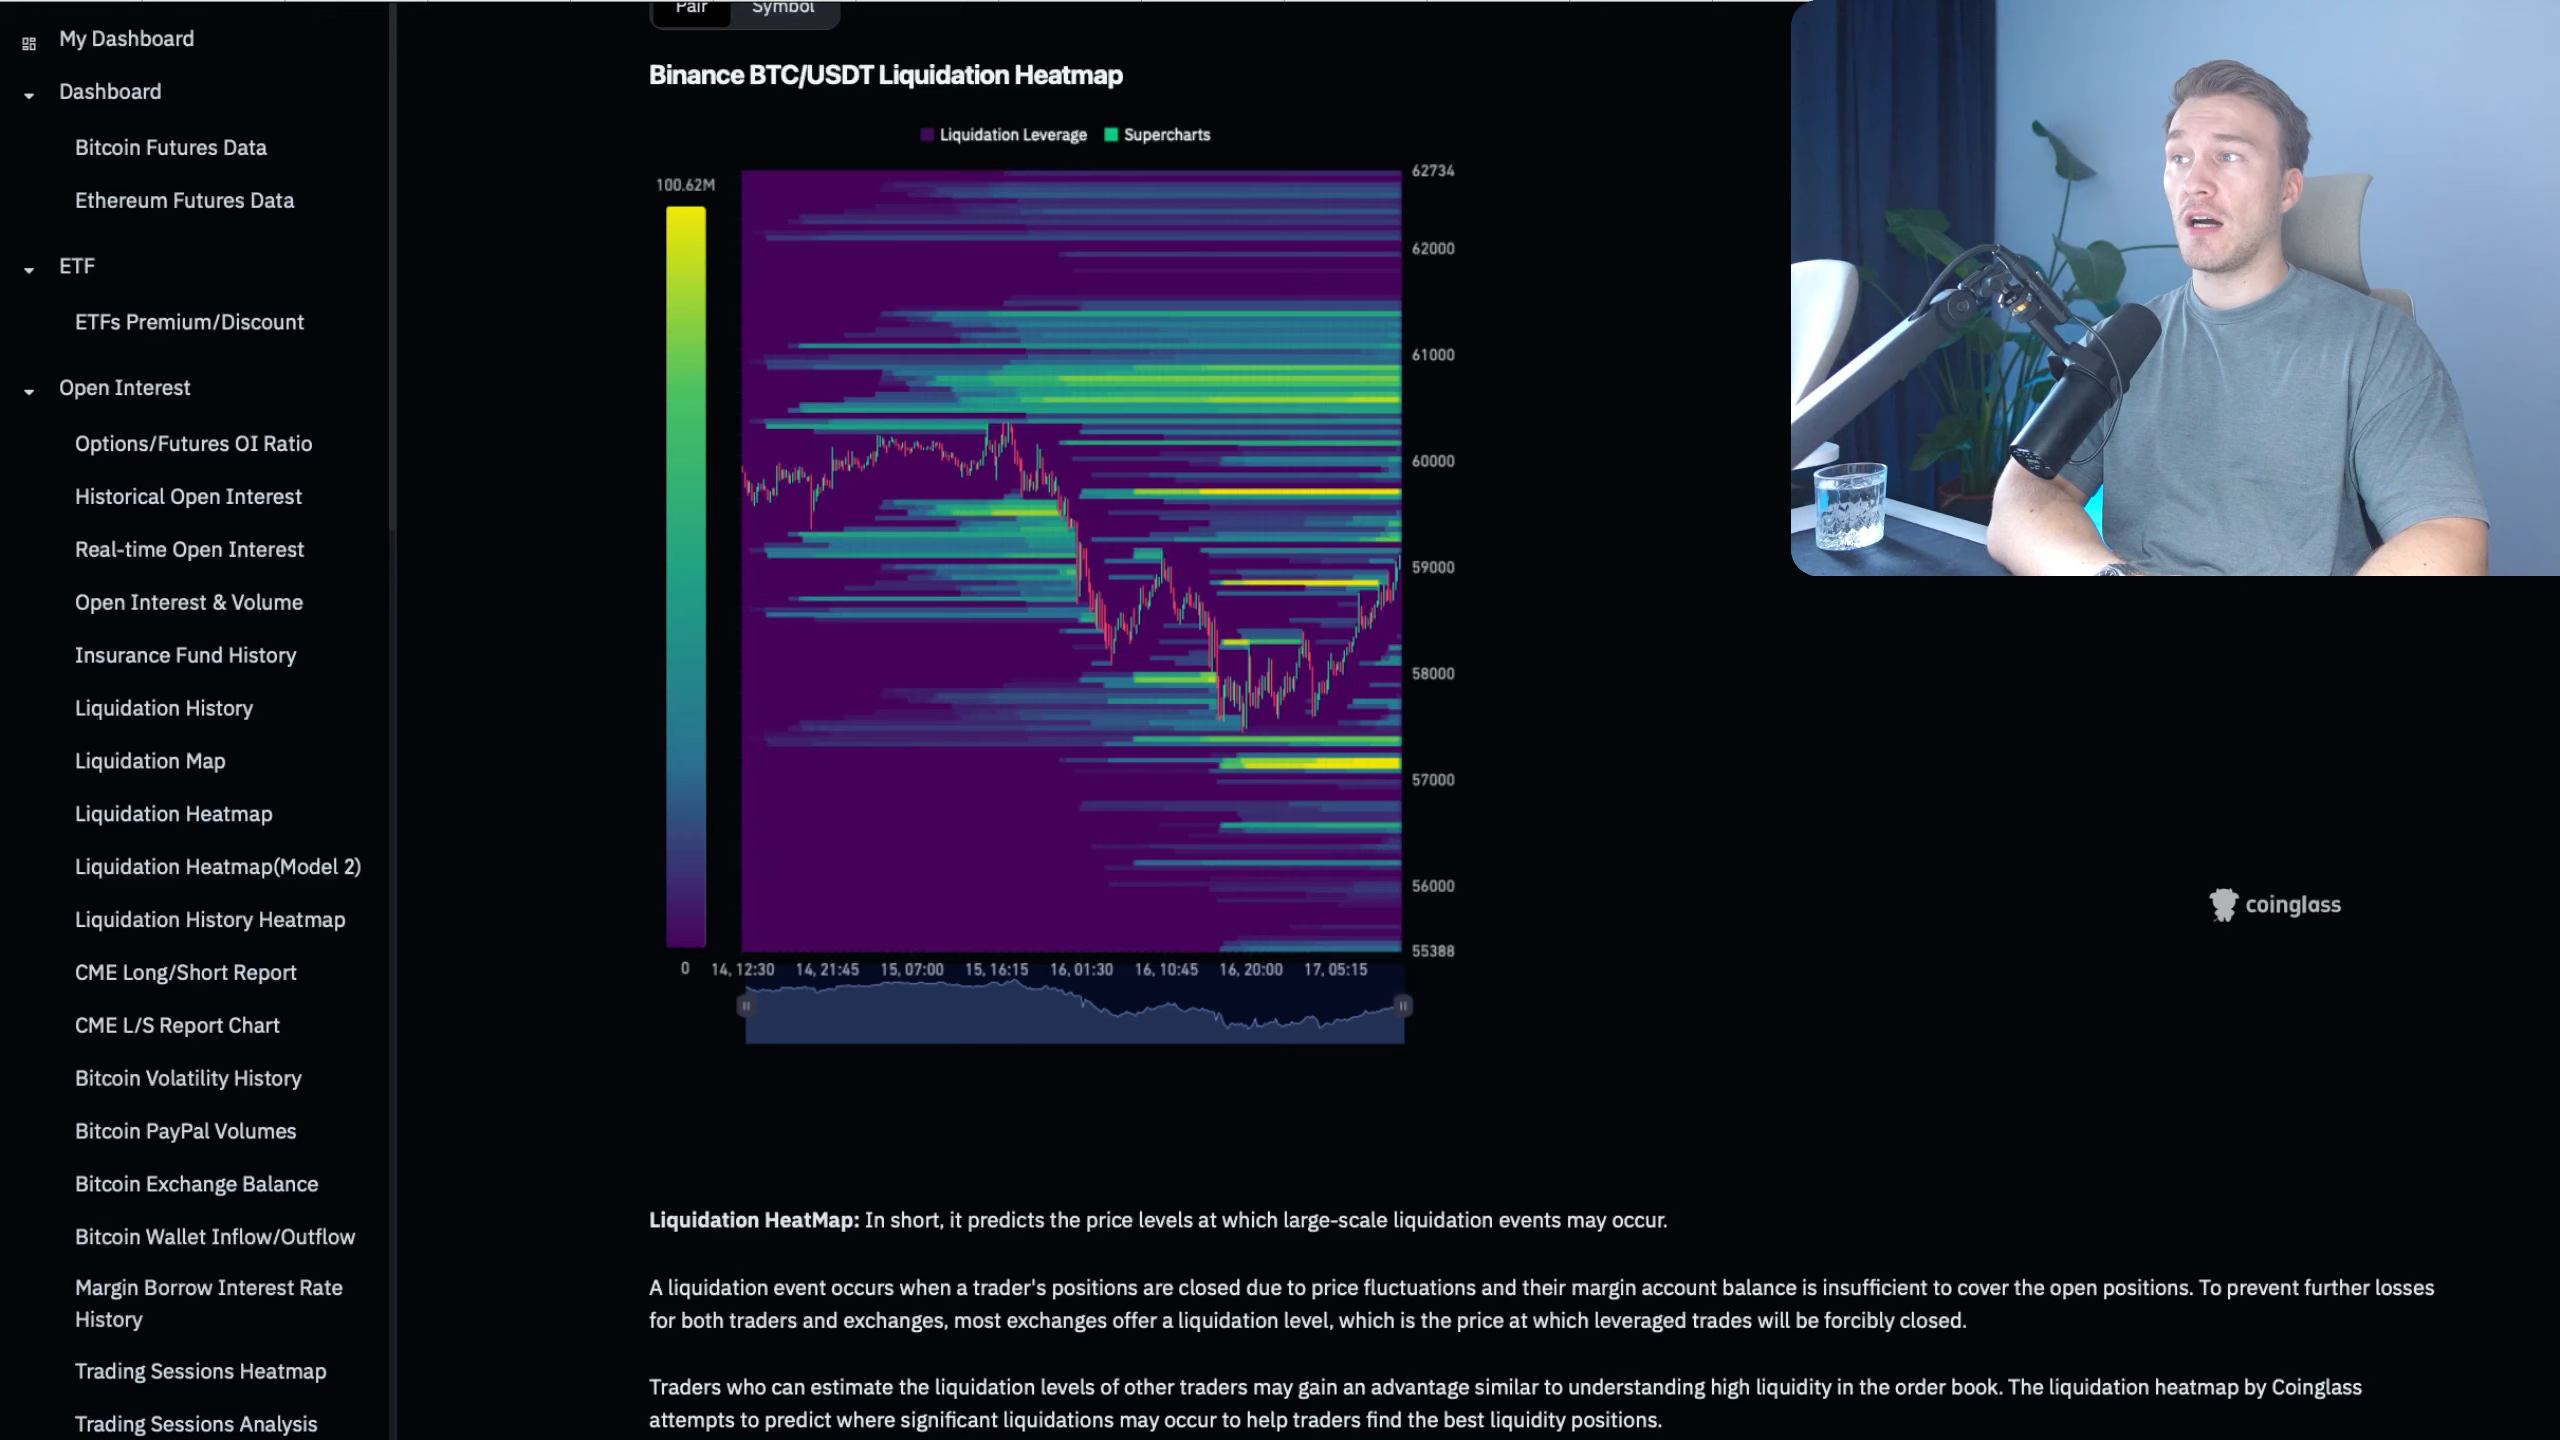 Pair Symbol
My Dashboard
Dashboard
Bitcoin Futures Data
Ethereum Futures Data
ETF
ETFs Premium/Discount
Open Interest
Options/Futures OI Ratio
Historical Open Interest
Real-time Open Interest
Open Interest & Volume
Insurance Fund History
Liquidation History
Liquidation Map
Liquidation Heatmap
Liquidation Heatmap(Model 2)
Liquidation History Heatmap
CME Long/Short Report
CME L/S Report Chart
Bitcoin Volatility History
Bitcoin PayPal Volumes
Bitcoin Exchange Balance
Bitcoin Wallet Inflow/Outflow
Margin Borrow Interest Rate
History
Trading Sessions Heatmap
Trading Sessions Analysis
Binance BTC/USDT Liquidation Heatmap
Liquidation Leverage Supercharts
100.62M
0
62734
62000
61000
60000
59000
58000
57000
56000
55388
14, 12:30 14, 21:45 15, 07:00 15, 16:15 16, 01:30 16, 10:45 16, 20:00 17, 05:15
coinglass
Liquidation HeatMap: In short, it predicts the price levels at which large-scale liquidation events may occur.
A liquidation event occurs when a trader's positions are closed due to price fluctuations and their margin account balance is insufficient to cover the open positions. To prevent further losses
for both traders and exchanges, most exchanges offer a liquidation level, which is the price at which leveraged trades will be forcibly closed.
Traders who can estimate the liquidation levels of other traders may gain an advantage similar to understanding high liquidity in the order book. The liquidation heatmap by Coinglass
attempts to predict where significant liquidations may occur to help traders find the best liquidity positions.